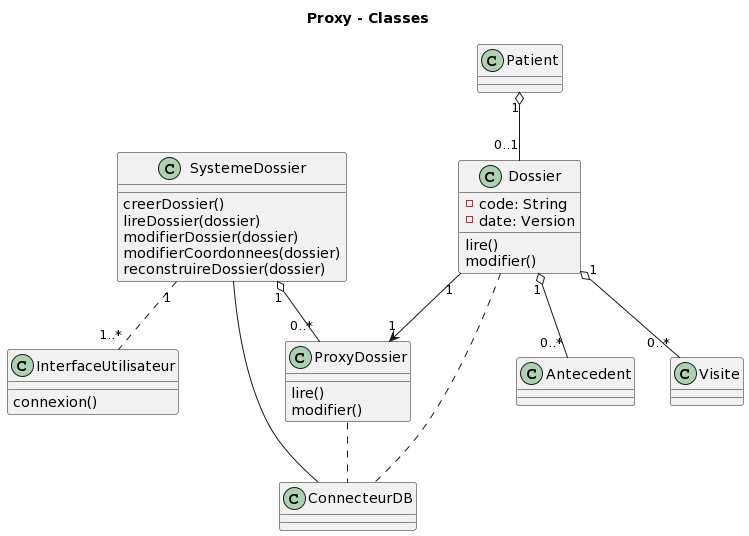 Proxy - Classes
C Patient
1
0..1
C SystemeDossier
creerDossier()
lireDossier(dossier)
modifierDossier(dossier)
modifierCoordonnees(dossier)
reconstruireDossier(dossier)
C Dossier
code: String
date: Version
lire()
modifier()
1
1
1
1
1
1..*
0..*
1
0..*
0..*
C InterfaceUtilisateur
connexion()
C ProxyDossier
lire()
modifier()
C Antecedent
C Visite
C ConnecteurDB